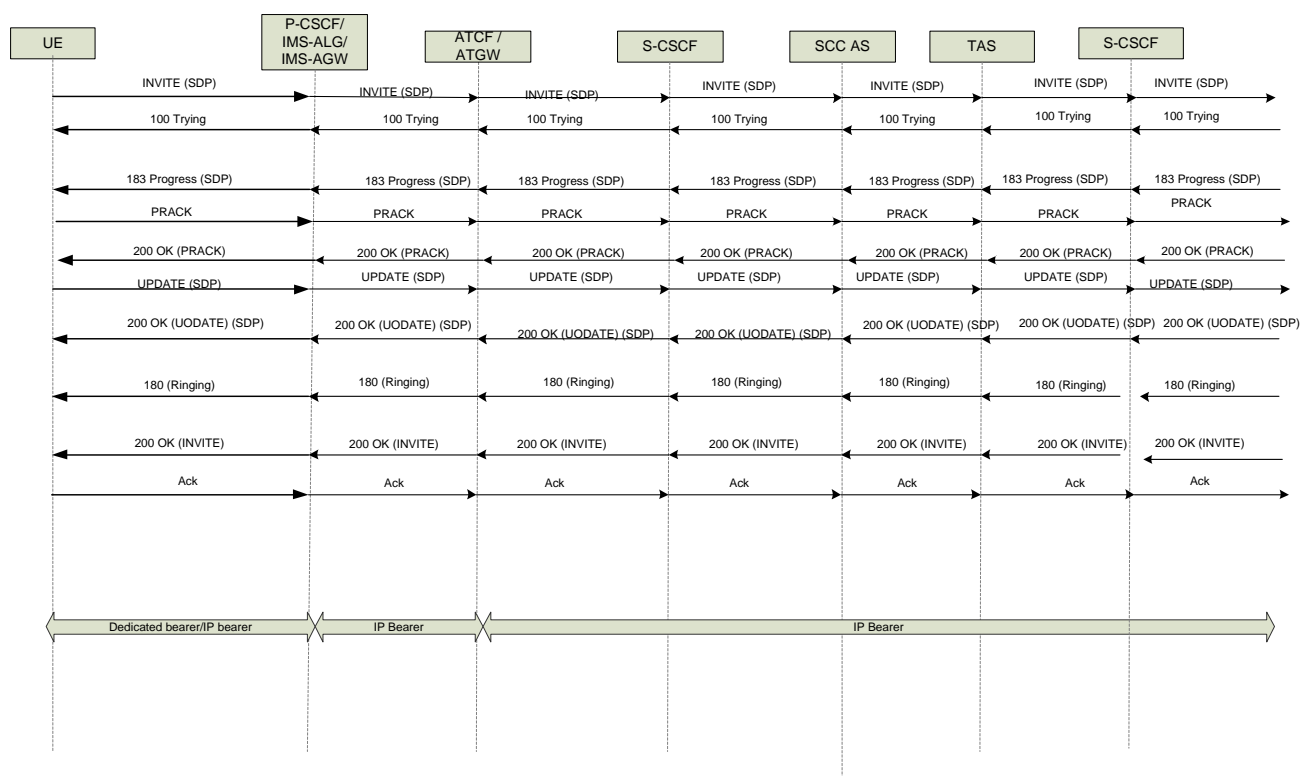 UE
P-CSCF/
IMS-ALG/
IMS-AGW
ATCF /
ATGW
S-CSCF
SCC AS
TAS
S-CSCF
INVITE (SDP)
INVITE (SDP)
INVITE (SDP)
INVITE (SDP)
INVITE (SDP)
INVITE (SDP)
INVITE (SDP)
100 Trying
100 Trying
100 Trying
100 Trying
100 Trying
100 Trying
100 Trying
183 Progress (SDP)
183 Progress (SDP)
183 Progress (SDP)
183 Progress (SDP)
183 Progress (SDP)
183 Progress (SDP)
183 Progress (SDP)
PRACK
PRACK
PRACK
PRACK
PRACK
PRACK
PRACK
200 OK (PRACK)
200 OK (PRACK)
200 OK (PRACK)
200 OK (PRACK)
200 OK (PRACK)
200 OK (PRACK)
200 OK (PRACK)
UPDATE (SDP)
UPDATE (SDP)
UPDATE (SDP)
UPDATE (SDP)
UPDATE (SDP)
UPDATE (SDP)
UPDATE (SDP)
200 OK (UODATE) (SDP)
200 OK (UODATE) (SDP)
200 OK (UODATE) (SDP)
200 OK (UODATE) (SDP)
200 OK (UODATE) (SDP)
200 OK (UODATE) (SDP)
200 OK (UODATE) (SDP)
180 (Ringing)
180 (Ringing)
180 (Ringing)
180 (Ringing)
180 (Ringing)
180 (Ringing)
180 (Ringing)
200 OK (INVITE)
200 OK (INVITE)
200 OK (INVITE)
200 OK (INVITE)
200 OK (INVITE)
200 OK (INVITE)
200 OK (INVITE)
Ack
Ack
Ack
Ack
Ack
Ack
Ack
Dedicated bearer/IP bearer
IP Bearer
IP Bearer